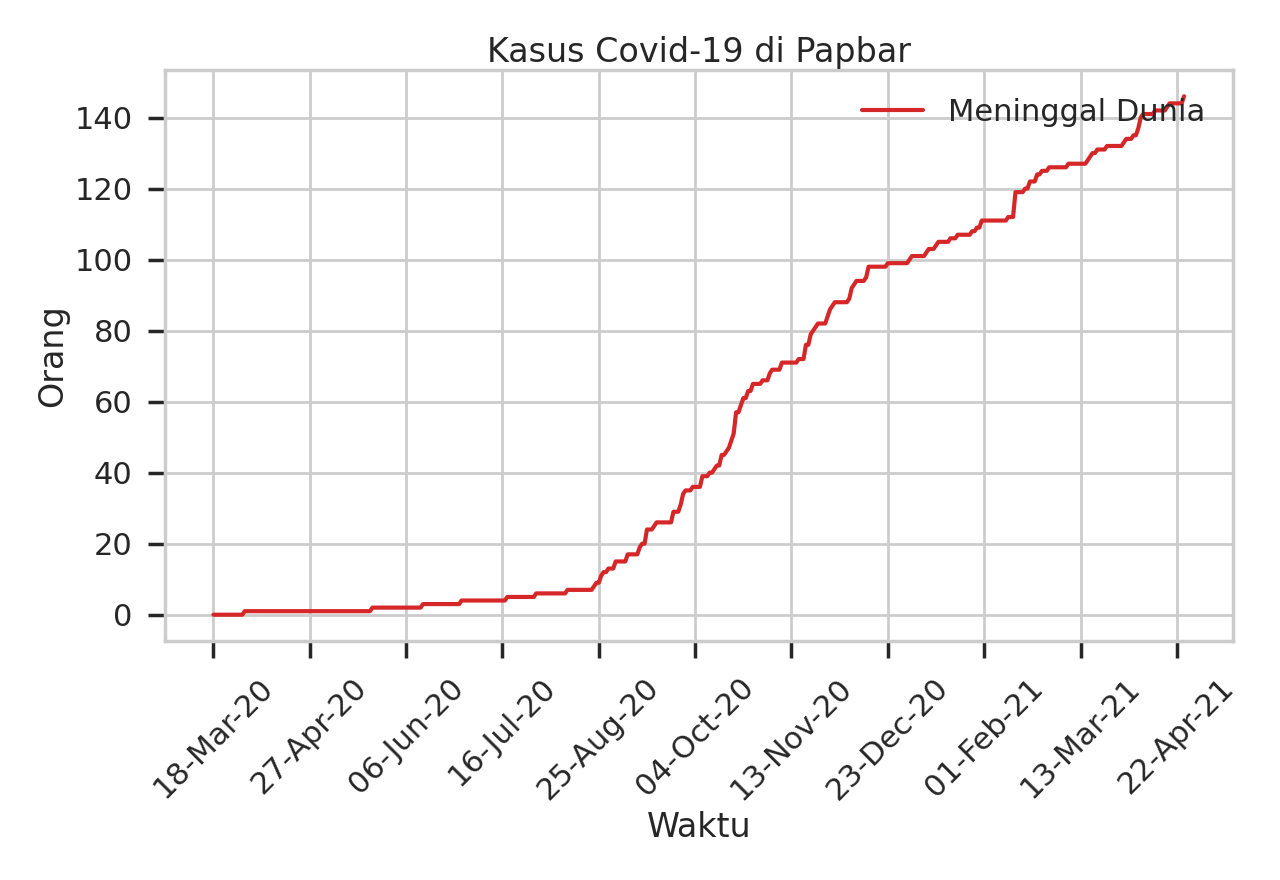 Kasus Covid-19 di Papbar
Meninggal Dunia
Orang
140
120
100
80
60
40
20
0
18-Mar-20
27-Apr-20
06-Jun-20
16-Jul-20
25-Aug-20
04-Oct-20
13-Nov-20
23-Dec-20
01-Feb-21
13-Mar-21
22-Apr-21
Waktu